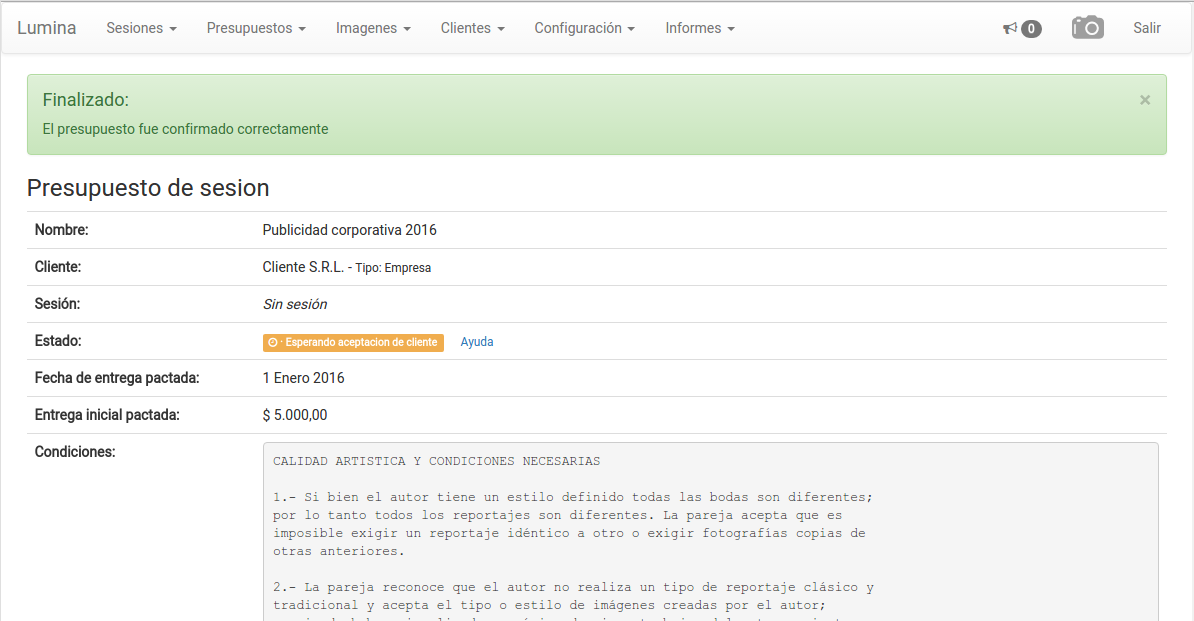 Lumina Sesiones Presupuestos Imagenes Clientes Configuración Informes 0 Salir
Finalizado: ×
El presupuesto fue confirmado correctamente
Presupuesto de sesion
Nombre: Publicidad corporativa 2016
Cliente: Cliente S.R.L. - Tipo: Empresa
Sesión: Sin sesión
Estado: · Esperando aceptacion de cliente Ayuda
Fecha de entrega pactada: 1 Enero 2016
Entrega inicial pactada: $ 5.000,00
Condiciones:
CALIDAD ARTISTICA Y CONDICIONES NECESARIAS
1.- Si bien el autor tiene un estilo definido todas las bodas son diferentes;
por lo tanto todos los reportajes son diferentes. La pareja acepta que es
imposible exigir un reportaje idéntico a otro o exigir fotografías copias de
otras anteriores.
2.- La pareja reconoce que el autor no realiza un tipo de reportaje clásico y
tradicional y acepta el tipo o estilo de imágenes creadas por el autor;